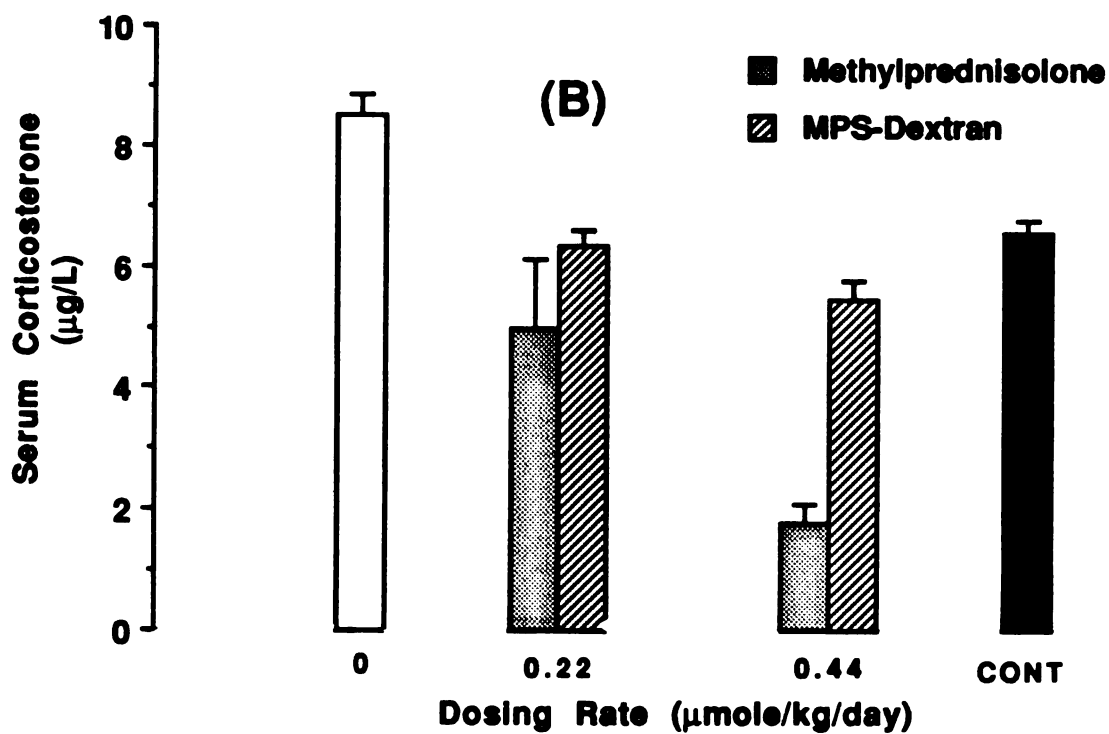 10
8
6
4
2
0
Serum Corticosterone
(μg/L)
(B)
Methylprednisolone
MPS-Dextran
0 0.22 0.44 CONT
Dosing Rate (μmole/kg/day)